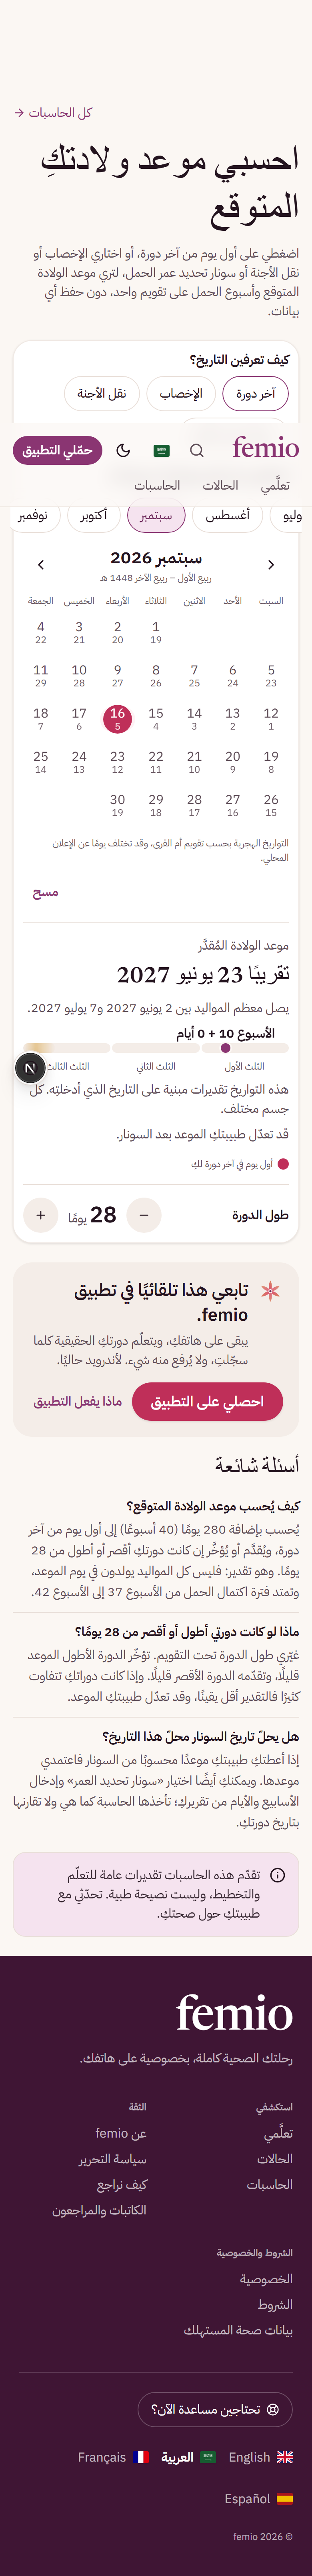 كل الحاسبات →
احسبي موعد ولادتكِ
المتوقع
اضغطي على أول يوم من آخر دورة، أو اختاري الإخصاب أو
نقل الأجنة أو سونار تحديد عمر الحمل، لتري موعد الولادة
المتوقع وأسبوع الحمل على تقويم واحد، دون حفظ أي
بيانات.
كيف تعرفين التاريخ؟
آخر دورة
الإخصاب
نقل الأجنة
femio
حمّلي التطبيق
تعلَّمي
الحالات
الحاسبات
يوليو
أغسطس
سبتمبر
أكتوبر
نوفمبر
سبتمبر 2026
ربيع الأول – ربيع الآخر 1448 هـ
السبت الأحد الاثنين الثلاثاء الأربعاء الخميس الجمعة
1 2 3 4
19 20 21 22
5 6 7 8 9 10 11
23 24 25 26 27 28 29
12 13 14 15 16 17 18
1 2 3 4 5 6 7
19 20 21 22 23 24 25
8 9 10 11 12 13 14
26 27 28 29 30
15 16 17 18 19
التواريخ الهجرية بحسب تقويم أم القرى، وقد تختلف يومًا عن الإعلان
المحلي.
مسح
موعد الولادة المُقدَّر
تقريبًا 23 يونيو 2027
يصل معظم المواليد بين 2 يونيو 2027 و7 يوليو 2027.
الأسبوع 10 + 0 أيام
الثلث الأول
الثلث الثاني
الثلث الثالث
N
هذه التواريخ تقديرات مبنية على التاريخ الذي أدخلتِه. كل
جسم مختلف.
قد تعدّل طبيبتكِ الموعد بعد السونار.
أول يوم في آخر دورة لكِ
طول الدورة
− 28 يومًا +
تابعي هذا تلقائيًا في تطبيق
femio.
يبقى على هاتفكِ، ويتعلّم دورتكِ الحقيقية كلما
سجّلتِ، ولا يُرفع منه شيء. لأندرويد حاليًا.
احصلي على التطبيق
ماذا يفعل التطبيق
أسئلة شائعة
كيف يُحسب موعد الولادة المتوقع؟
يُحسب بإضافة 280 يومًا (40 أسبوعًا) إلى أول يوم من آخر
دورة، ويُقدَّم أو يُؤخَّر إن كانت دورتكِ أقصر أو أطول من 28
يومًا. وهو تقدير: فليس كل المواليد يولدون في يوم الموعد،
وتمتد فترة اكتمال الحمل من الأسبوع 37 إلى الأسبوع 42.
ماذا لو كانت دورتي أطول أو أقصر من 28 يومًا؟
غيّري طول الدورة تحت التقويم. تؤخّر الدورة الأطول الموعد
قليلًا، وتقدّمه الدورة الأقصر قليلًا. وإذا كانت دوراتكِ تتفاوت
كثيرًا فالتقدير أقل يقينًا، وقد تعدّل طبيبتكِ الموعد.
هل يحلّ تاريخ السونار محلّ هذا التاريخ؟
إذا أعطتكِ طبيبتكِ موعدًا محسوبًا من السونار فاعتمدي
موعدها. ويمكنكِ أيضًا اختيار «سونار تحديد العمر» وإدخال
الأسابيع والأيام من تقريركِ؛ تأخذها الحاسبة كما هي ولا تقارنها
بتاريخ دورتكِ.
تقدّم هذه الحاسبات تقديرات عامة للتعلّم
والتخطيط، وليست نصيحة طبية. تحدّثي مع
طبيبتكِ حول صحتكِ.
femio
رحلتك الصحية كاملة، بخصوصية على هاتفك.
استكشفي
تعلَّمي
الحالات
الحاسبات
الثقة
عن femio
سياسة التحرير
كيف نراجع
الكاتبات والمراجعون
الشروط والخصوصية
الخصوصية
الشروط
بيانات صحة المستهلك
تحتاجين مساعدة الآن؟
English
العربية
Français
Español
© 2026 femio